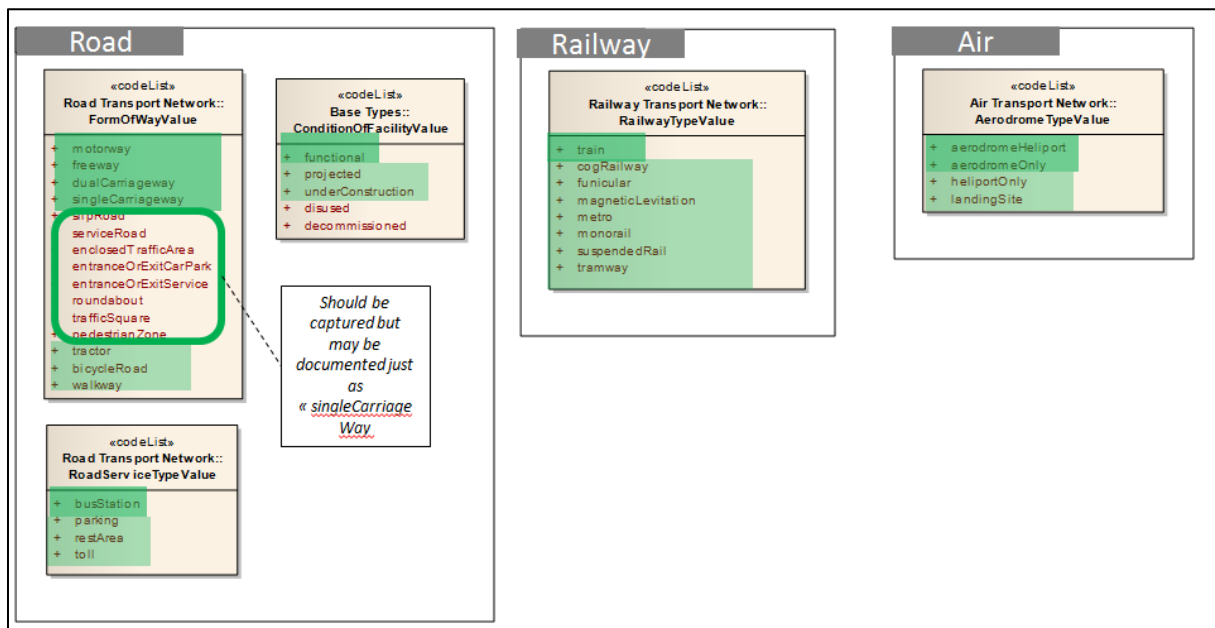 Road
«codeList»
Road Transport Network::
FormOfWayValue
+ motorway
+ freeway
+ dualCarriageway
+ singleCarriageway
+ slipRoad
serviceRoad
enclosedTrafficArea
entranceOrExitCarPark
entranceOrExitService
roundabout
trafficSquare
+ pedestrianZone
+ tractor
+ bicycleRoad
+ walkway
«codeList»
Base Types::
ConditionOfFacilityValue
+ functional
+ projected
+ underConstruction
+ disused
+ decommissioned
Should be
captured but
may be
documented just
as
« singleCarriage
Way
«codeList»
Road Transport Network::
RoadServiceTypeValue
+ busStation
+ parking
+ restArea
+ toll
Railway
«codeList»
Railway Transport Network::
RailwayTypeValue
+ train
+ cogRailway
+ funicular
+ magneticLevitation
+ metro
+ monorail
+ suspendedRail
+ tramway
Air
«codeList»
Air Transport Network::
AerodromeTypeValue
+ aerodromeHeliport
+ aerodromeOnly
+ heliportOnly
+ landingSite